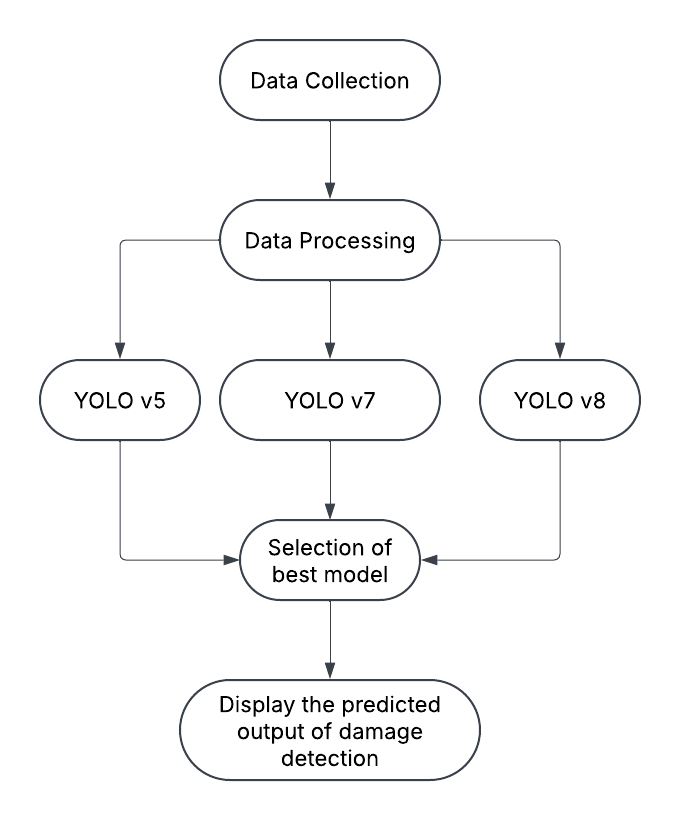 Data Collection
Data Processing
YOLO v5
YOLO v7
YOLO v8
Selection of
best model
Display the predicted
output of damage
detection